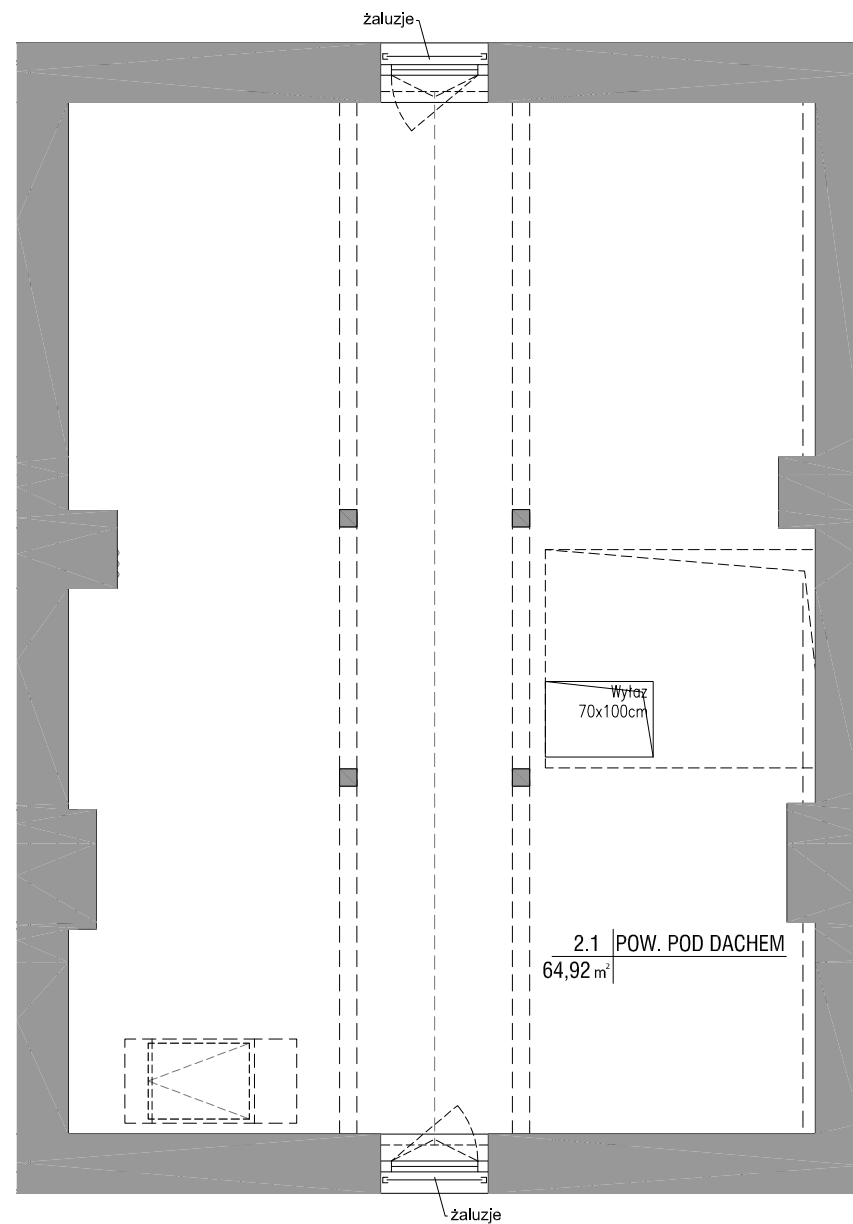 żaluzje
Wyłaz
70x100cm
2.1 POW. POD DACHEM
64,92 m²
żaluzje